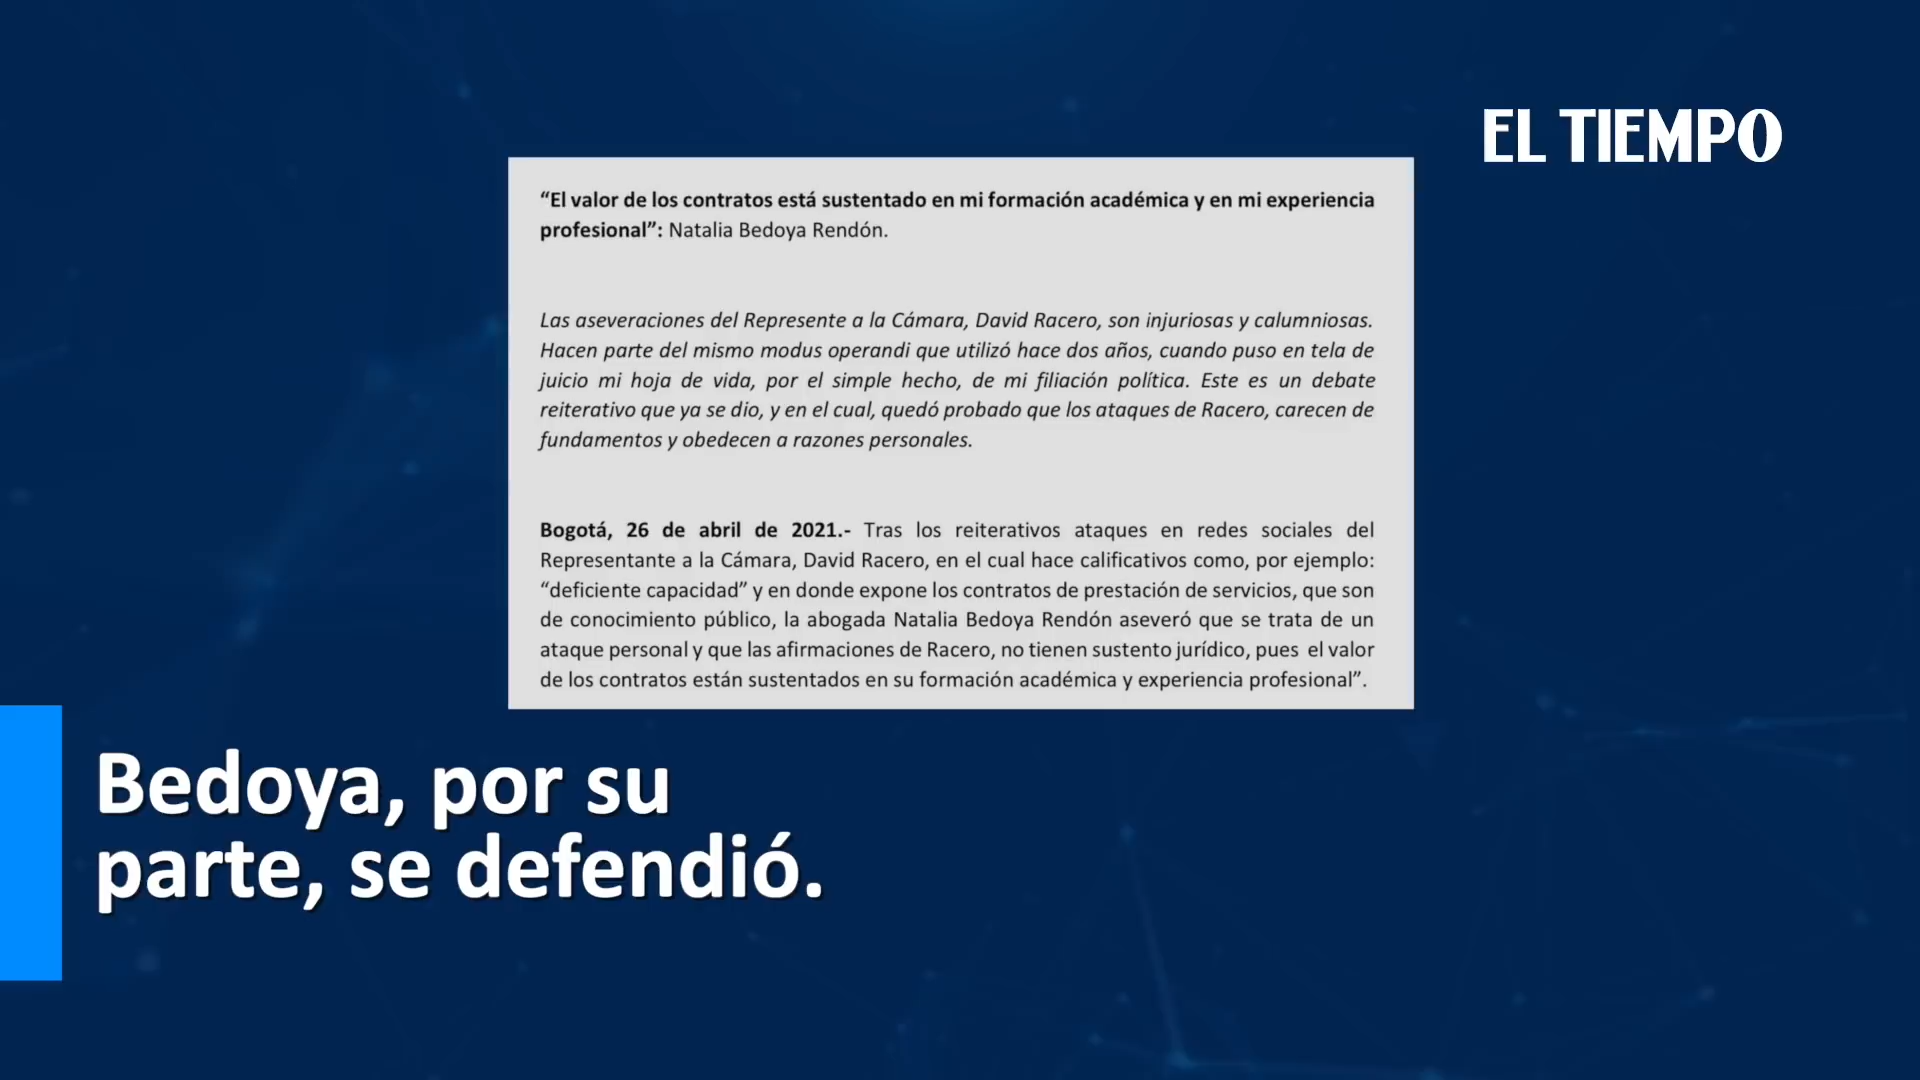 EL TIEMPO
“El valor de los contratos está sustentado en mi formación académica y en mi experiencia
profesional”: Natalia Bedoya Rendón.
Las aseveraciones del Represente a la Cámara, David Racero, son injuriosas y calumniosas.
Hacen parte del mismo modus operandi que utilizó hace dos años, cuando puso en tela de
juicio mi hoja de vida, por el simple hecho, de mi filiación política. Este es un debate
reiterativo que ya se dio, y en el cual, quedó probado que los ataques de Racero, carecen de
fundamentos y obedecen a razones personales.
Bogotá, 26 de abril de 2021.- Tras los reiterativos ataques en redes sociales del
Representante a la Cámara, David Racero, en el cual hace calificativos como, por ejemplo:
“deficiente capacidad” y en donde expone los contratos de prestación de servicios, que son
de conocimiento público, la abogada Natalia Bedoya Rendón aseveró que se trata de un
ataque personal y que las afirmaciones de Racero, no tienen sustento jurídico, pues el valor
de los contratos están sustentados en su formación académica y experiencia profesional”.
Bedoya, por su
parte, se defendió.